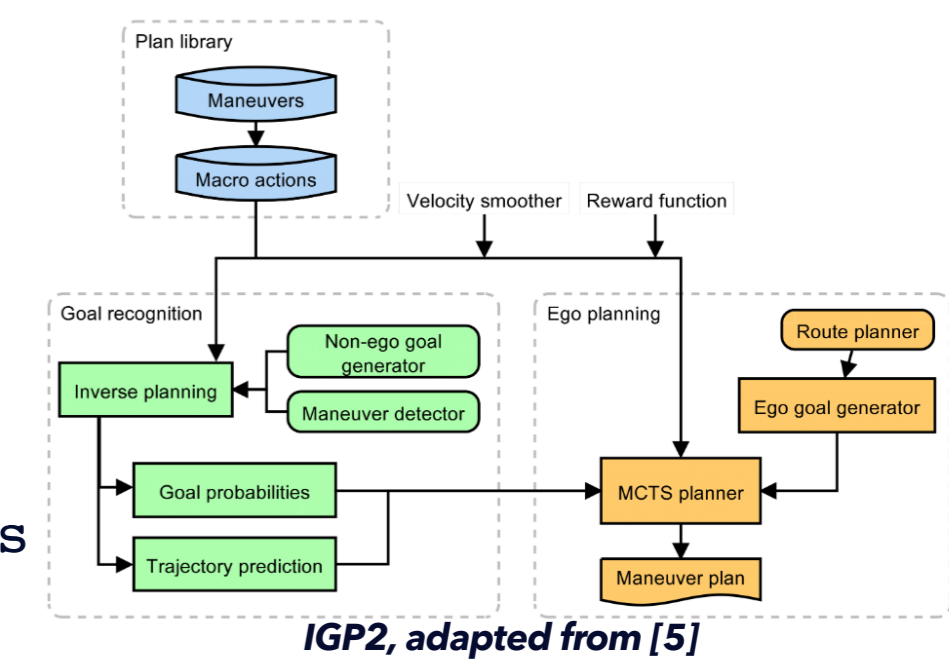 Plan library
Maneuvers
Macro actions
Velocity smoother
Reward function
Goal recognition
Non-ego goal
generator
Inverse planning
Maneuver detector
Goal probabilities
Trajectory prediction
Ego planning
Route planner
Ego goal generator
MCTS planner
Maneuver plan
s
IGP2, adapted from [5]